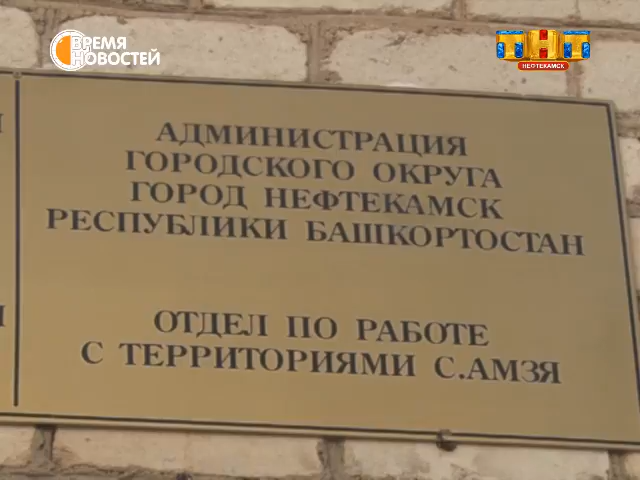 ВРЕМЯ
НОВОСТЕЙ
ТНТ
НЕФТЕКАМСК
АДМИНИСТРАЦИЯ
ГОРОДСКОГО ОКРУГА
ГОРОД НЕФТЕКАМСК
РЕСПУБЛИКИ БАШКОРТОСТАН
ОТДЕЛ ПО РАБОТЕ
С ТЕРРИТОРИЯМИ С.АМЗЯ